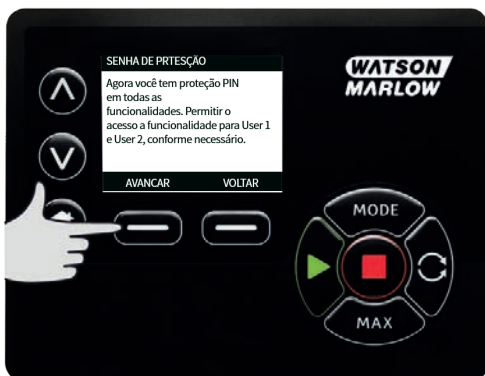 SENHA DE PRTESÇÃO
Agora você tem proteção PIN
em todas as
funcionalidades. Permitir o
acesso a funcionalidade para User 1
e User 2, conforme necessário.
AVANCAR VOLTAR
WATSON
MARLOW
MODE
MAX